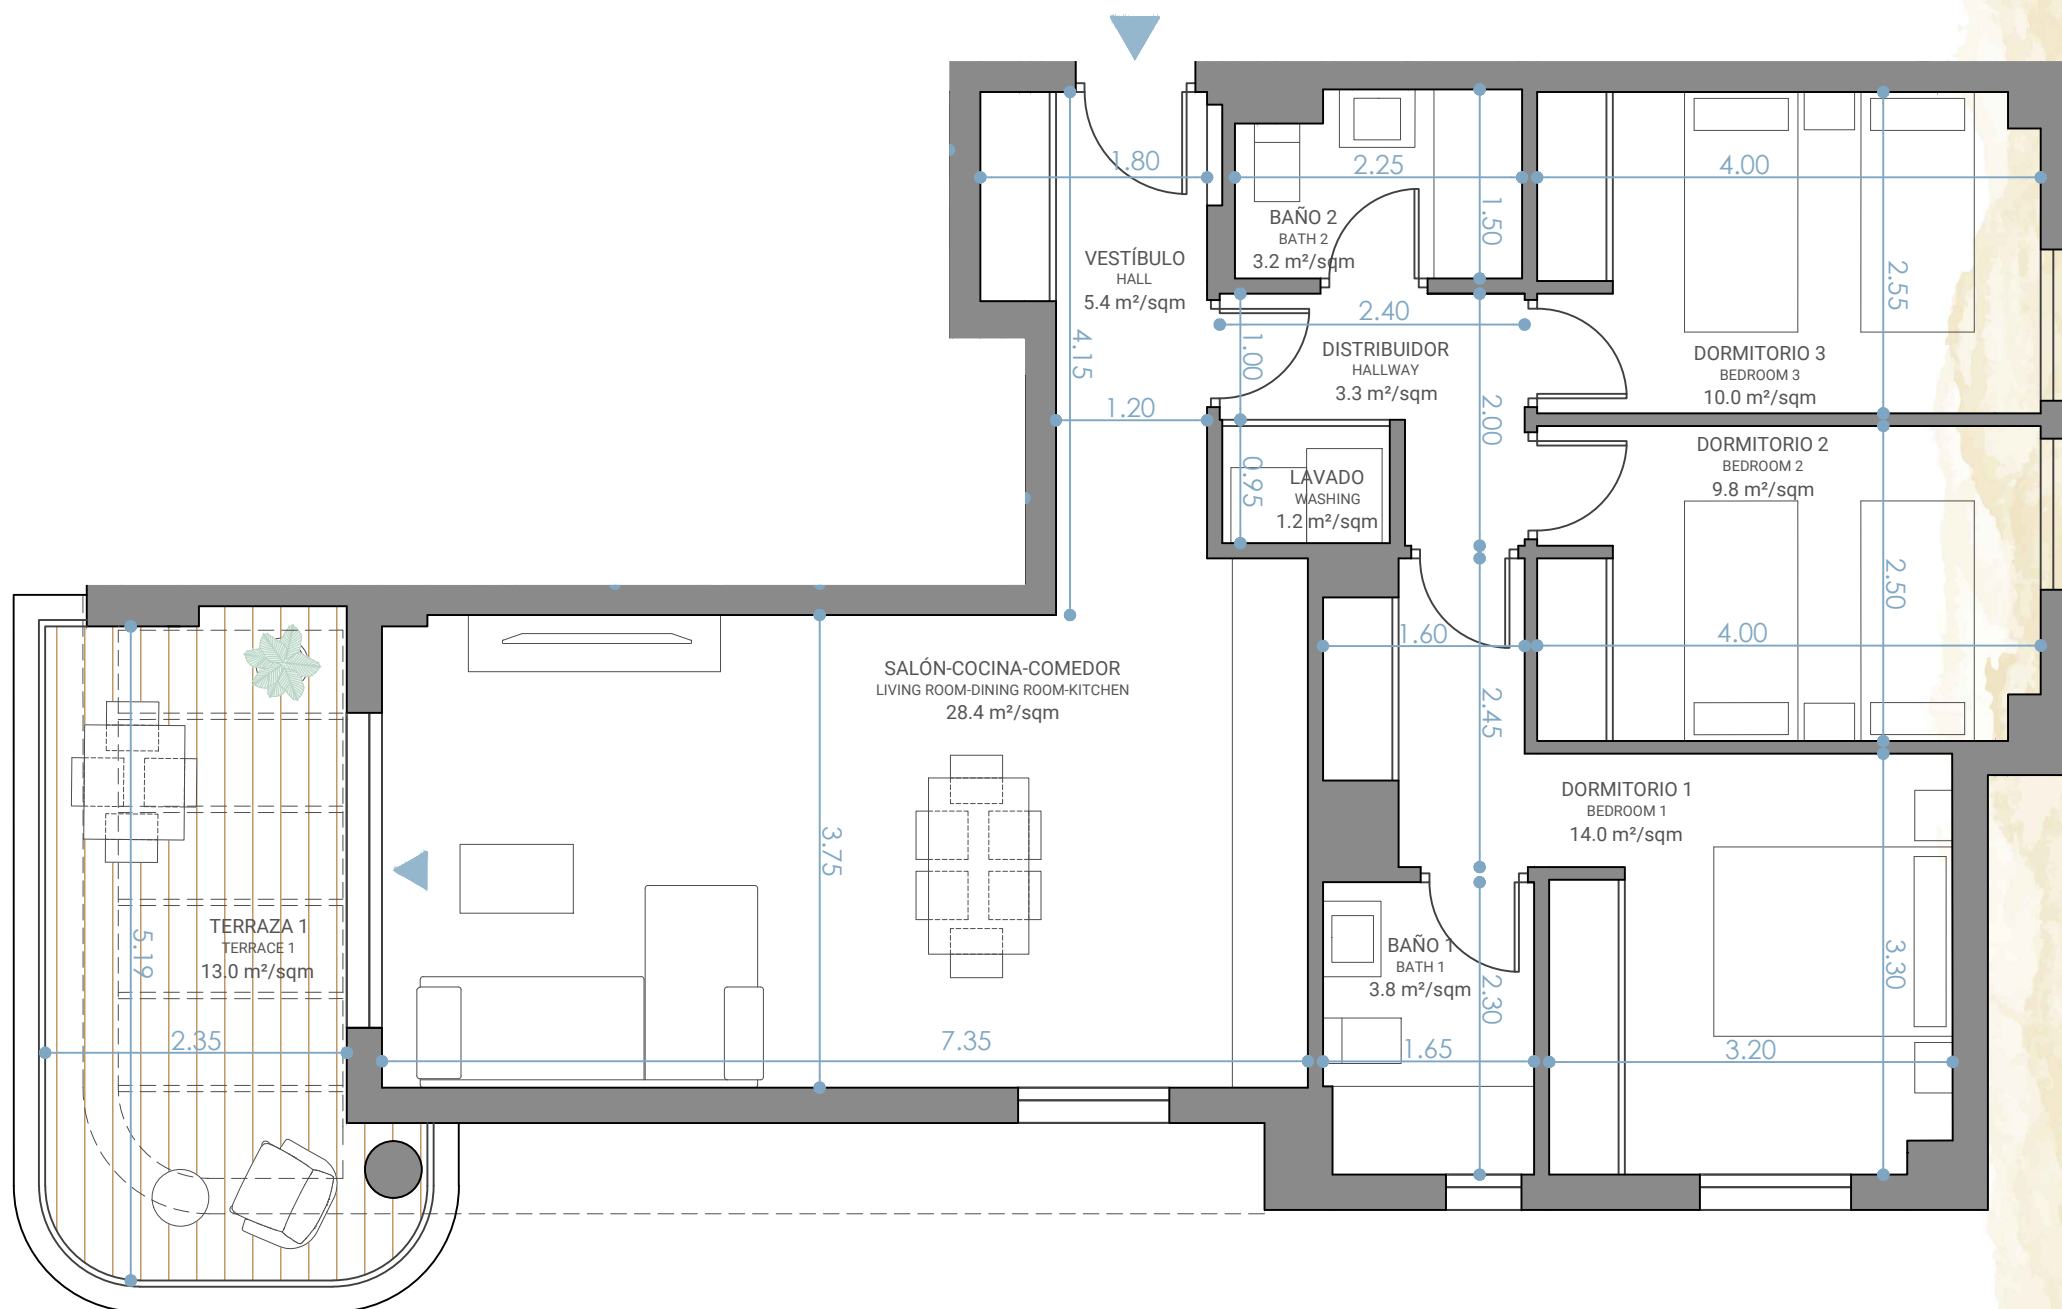 1.80
2.25
4.00
1.50
BAÑO 2
BATH 2
3.2 m²/sqm
VESTÍBULO
HALL
5.4 m²/sqm
2.55
2.40
4.15
1.00
DISTRIBUIDOR
HALLWAY
3.3 m²/sqm
DORMITORIO 3
BEDROOM 3
10.0 m²/sqm
1.20
2.00
DORMITORIO 2
BEDROOM 2
9.8 m²/sqm
0.95
LAVADO
WASHING
1.2 m²/sqm
2.50
1.60
4.00
SALÓN-COCINA-COMEDOR
LIVING ROOM-DINING ROOM-KITCHEN
28.4 m²/sqm
2.45
DORMITORIO 1
BEDROOM 1
14.0 m²/sqm
3.75
TERRAZA 1
TERRACE 1
13.0 m²/sqm
5.19
BAÑO 1
BATH 1
3.8 m²/sqm
3.30
2.30
2.35
7.35
1.65
3.20